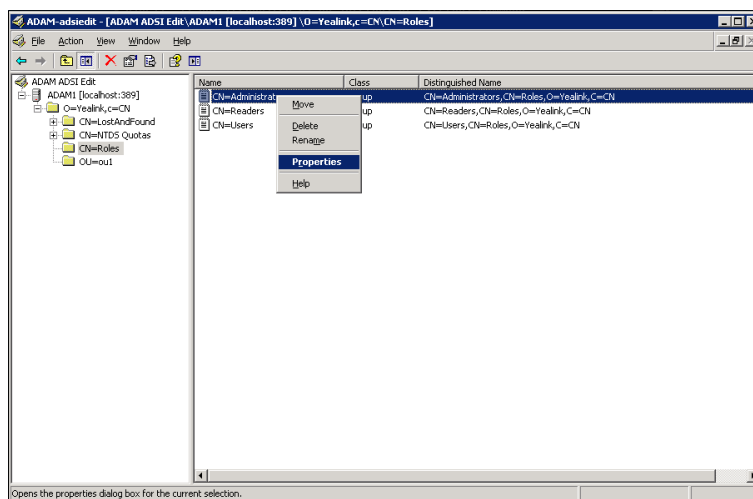 ADAM-adsiedit - [ADAM ADSI Edit\ADAM1 [localhost:389] \O=Yealink,c=CN\CN=Roles]
File Action View Window Help
ADAM ADSI Edit
ADAM1 [localhost:389]
O=Yealink,c=CN
CN=LostAndFound
CN=NTDS Quotas
CN=Roles
OU=ou1
Name Class Distinguished Name
CN=Administrat up CN=Administrators,CN=Roles,O=Yealink,C=CN
CN=Readers up CN=Readers,CN=Roles,O=Yealink,C=CN
CN=Users up CN=Users,CN=Roles,O=Yealink,C=CN
Move
Delete
Rename
Properties
Help
Opens the properties dialog box for the current selection.